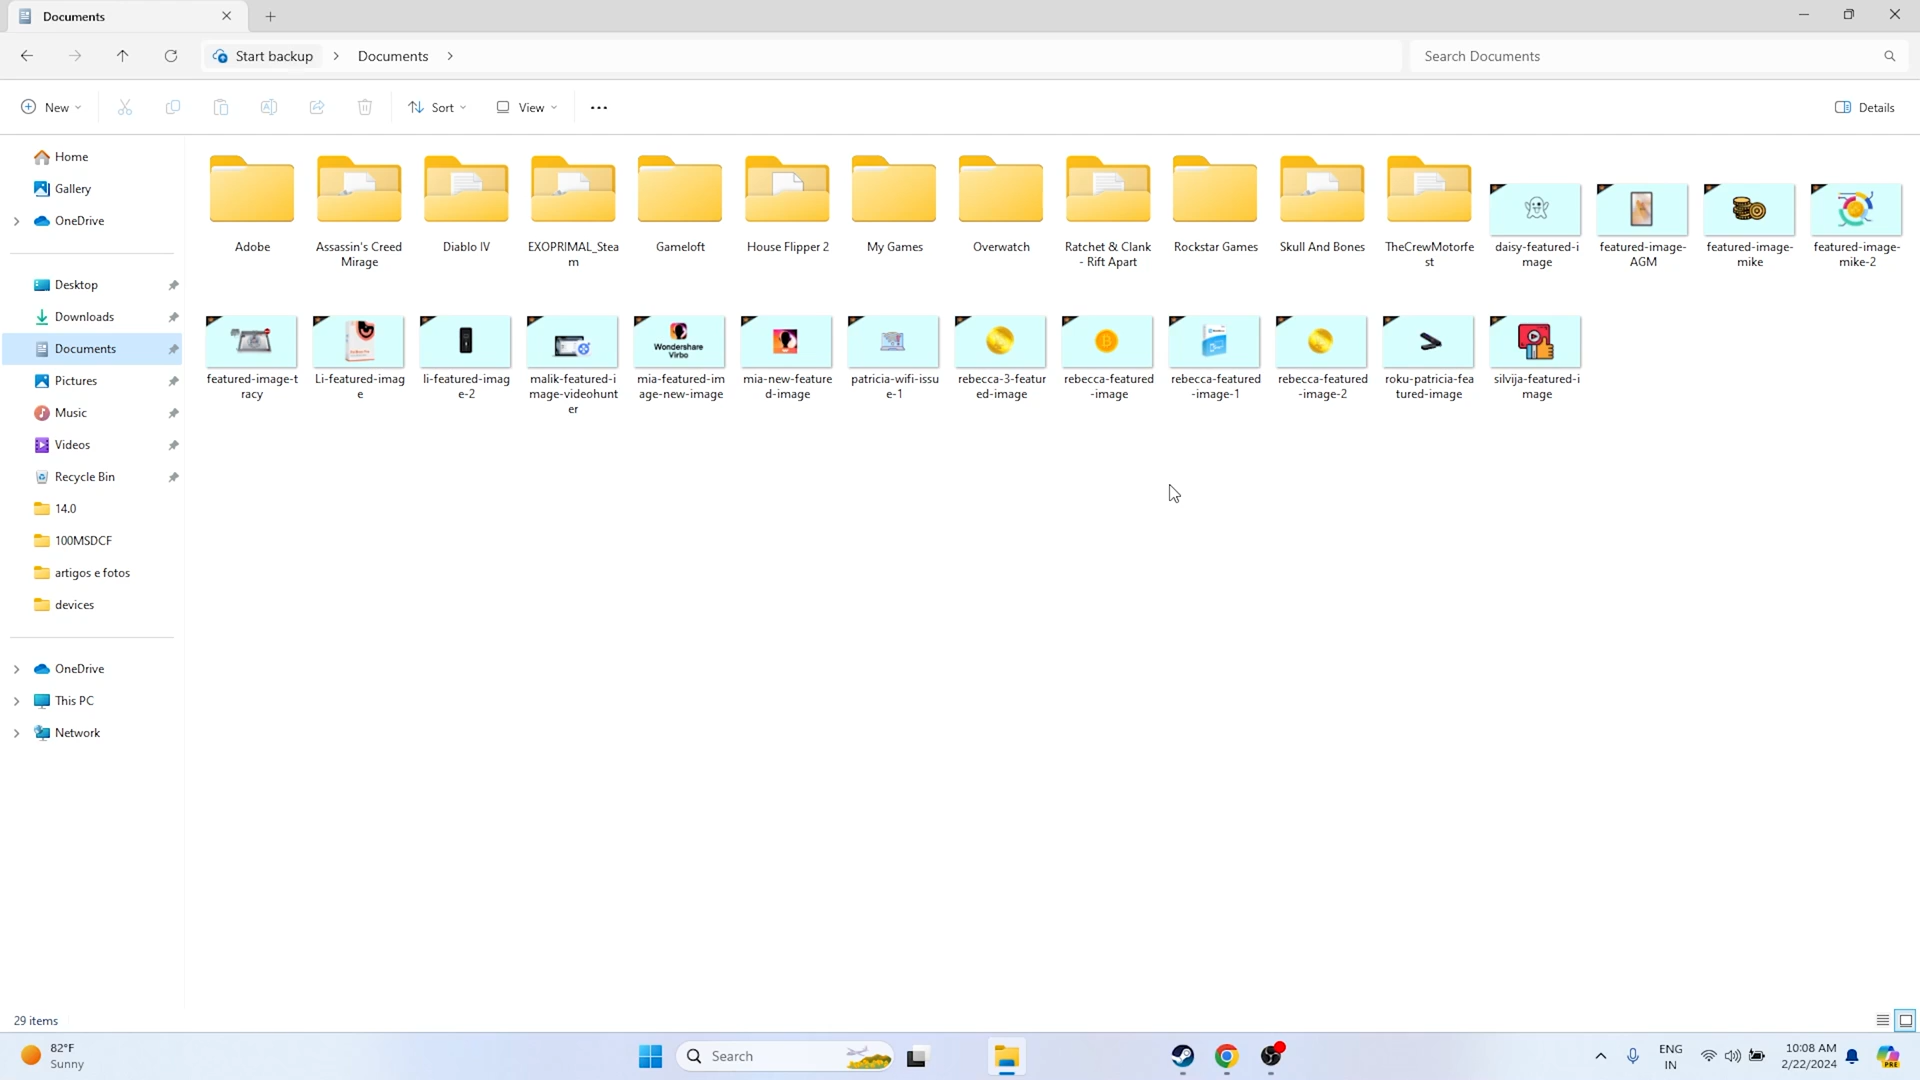 Documents
Start backup
Documents
Search Documents
New
Sort
View
Details
Home
Gallery
OneDrive
Desktop
Downloads
Documents
Pictures
Music
Videos
Recycle Bin
14.0
100MSDCF
artigos e fotos
devices
OneDrive
This PC
Network
Adobe
Assassin's Creed
Mirage
Diablo IV
EXOPRIMAL_Stea
m
Gameloft
House Flipper 2
My Games
Overwatch
Ratchet & Clank
- Rift Apart
Rockstar Games
Skull And Bones
TheCrewMotorfe
st
daisy-featured-i
mage
featured-image-
AGM
featured-image-
mike
featured-image-
mike-2
Wondershare
Virbo
featured-image-t
racy
Li-featured-imag
e
li-featured-imag
e-2
malik-featured-i
mage-videohunt
er
mia-featured-im
age-new-image
mia-new-feature
d-image
patricia-wifi-issu
e-1
rebecca-3-featur
ed-image
rebecca-featured
-image
rebecca-featured
-image-1
rebecca-featured
-image-2
roku-patricia-fea
tured-image
silvija-featured-i
mage
29 items
82°F
Sunny
Search
ENG
IN
10:08 AM
2/22/2024
PRE